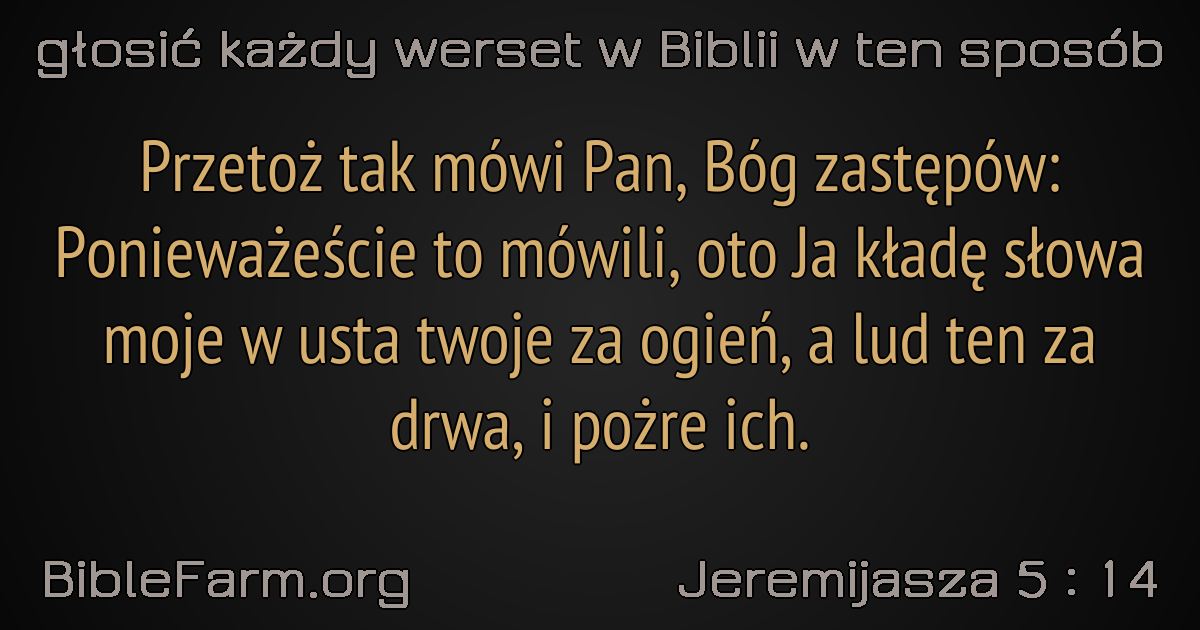 głosić każdy werset w Biblii w ten sposób
Przetoż tak mówi Pan, Bóg zastępów:
Ponieważeście to mówili, oto Ja kładę słowa
moje w usta twoje za ogień, a lud ten za
drwa, i pożre ich.
BibleFarm.org
Jeremijasza 5 : 14